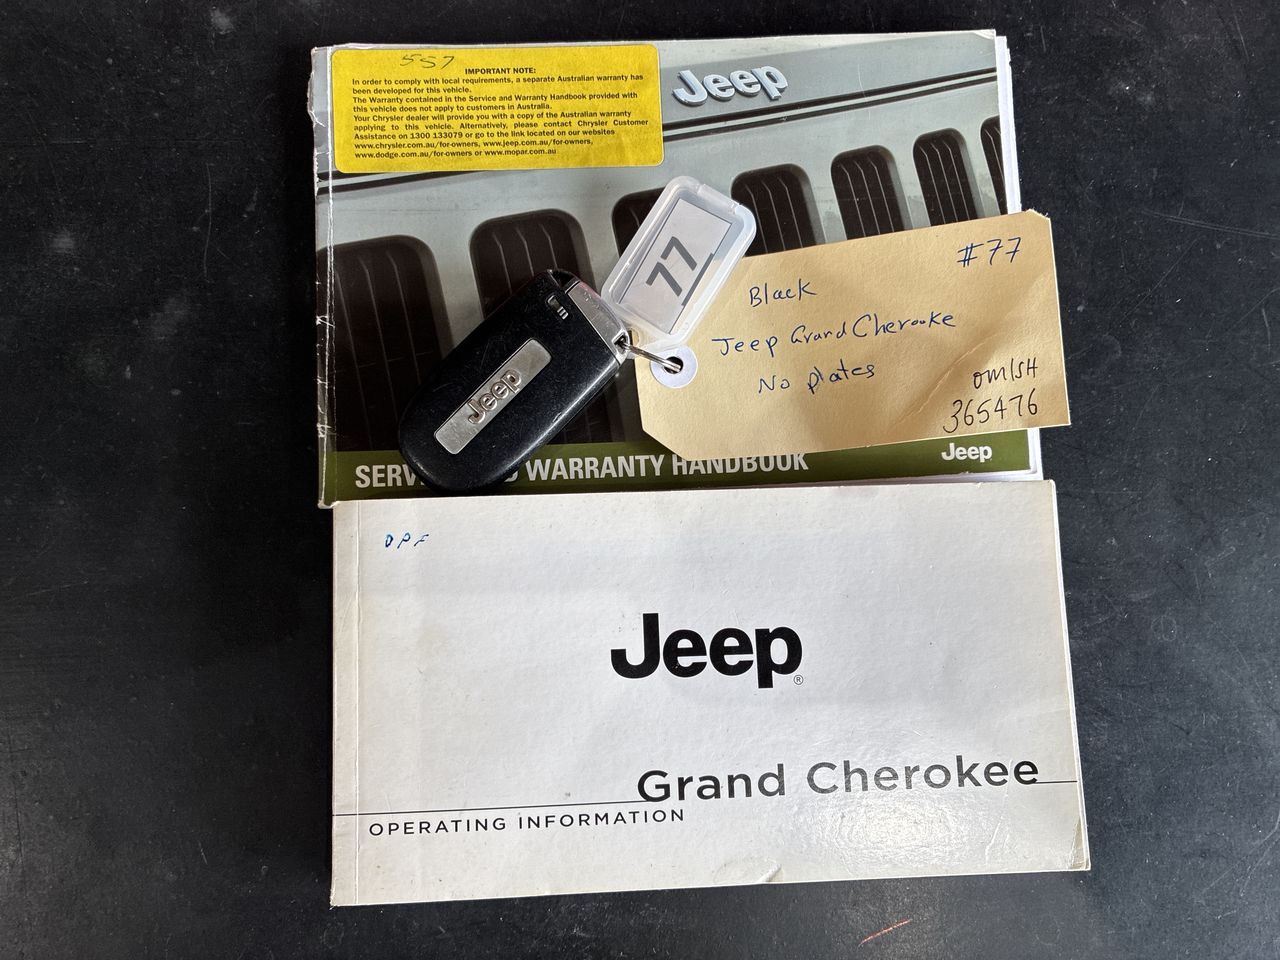 557
IMPORTANT NOTE:
In order to comply with local requirements, a separate Australian warranty has
been developed for this vehicle.
The Warranty contained in the Service and Warranty Handbook provided with
this vehicle does not apply to customers in Australia.
Your Chrysler dealer will provide you with a copy of the Australian warranty
applying to this vehicle. Alternatively, please contact Chrysler Customer
Assistance on 1300 133079 or go to the link located on our websites
www.chrysler.com.au/for-owners, www.jeep.com.au/for-owners,
www.dodge.com.au/for-owners or www.mopar.com.au
Jeep
77
#77
Black
Jeep Grand Cherooke
No plates
365476
Jeep
SERV
WARRANTY HANDBOOK
Jeep
DPF
Jeep®
Grand Cherokee
OPERATING INFORMATION